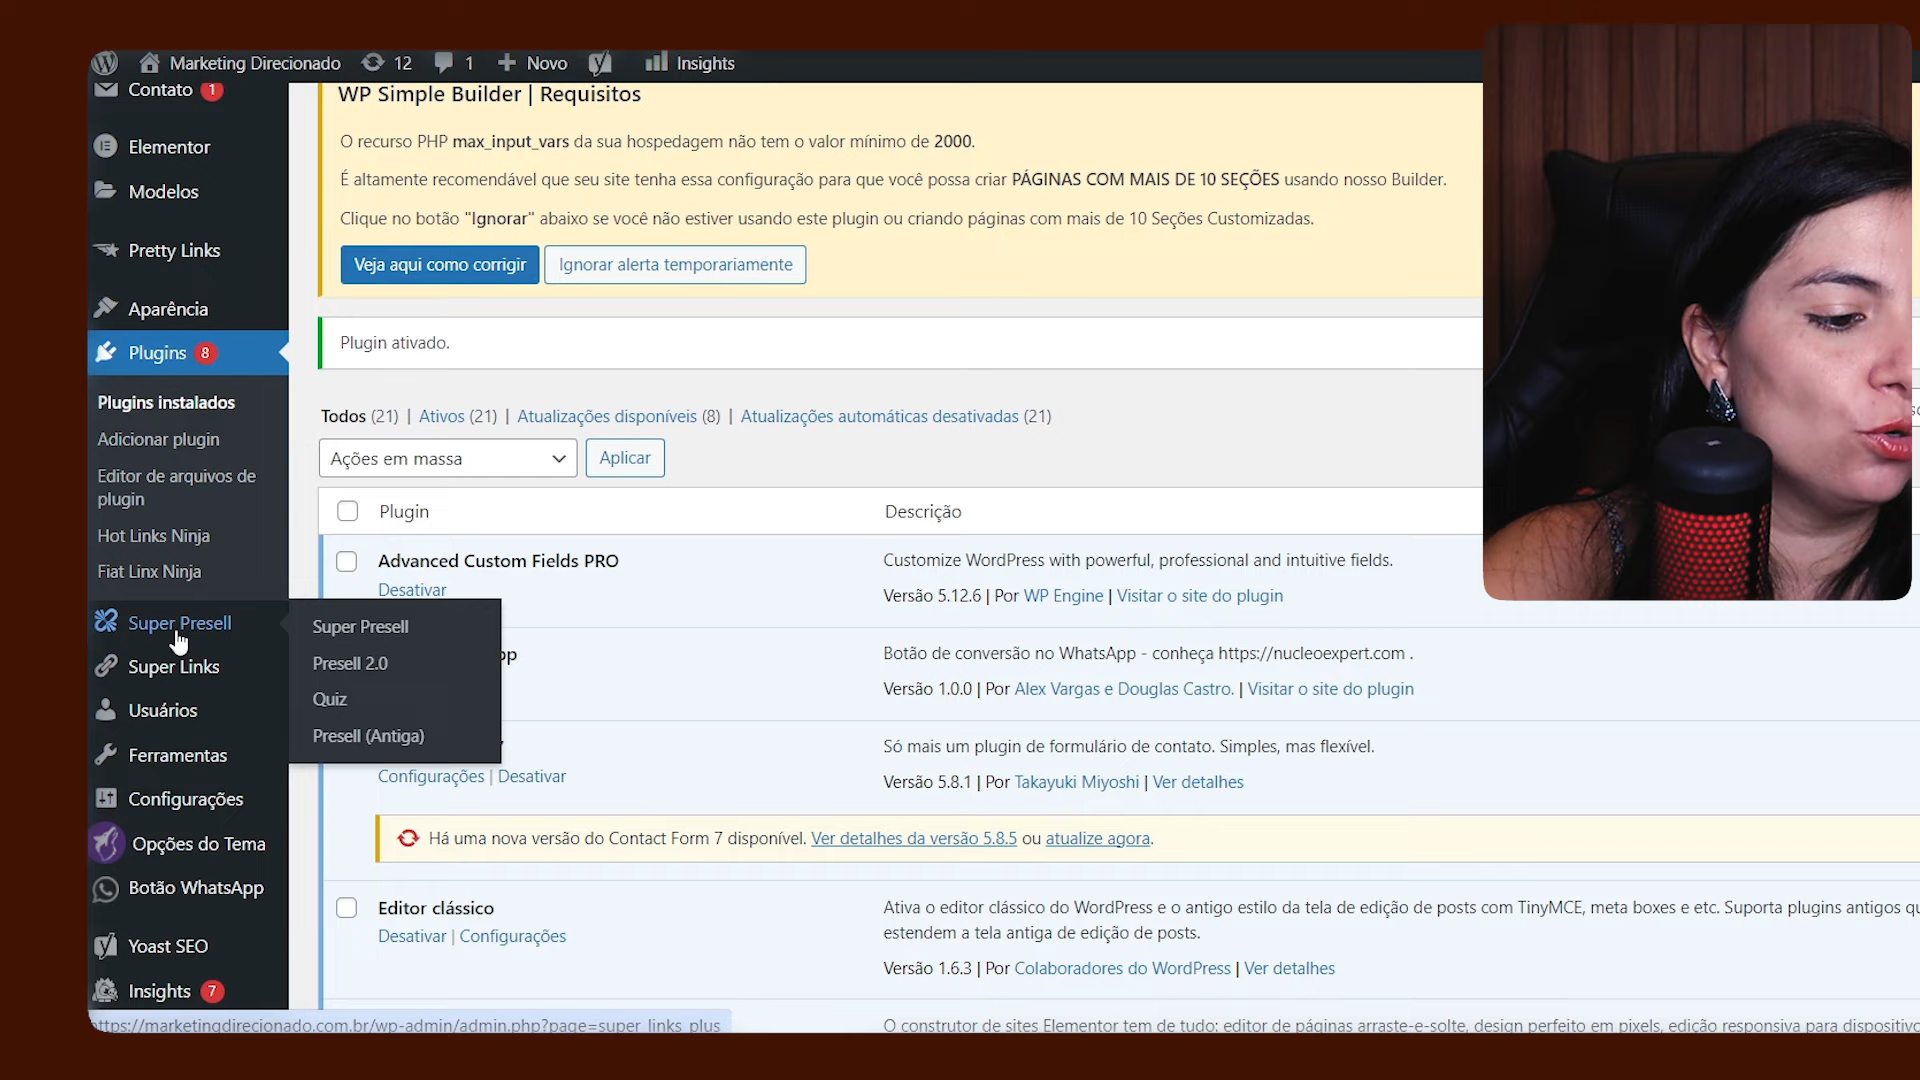 Marketing Direcionado 12 1 Novo Insights
Contato 1
Elementor
Modelos
Pretty Links
Aparência
Plugins 8
Plugins instalados
Adicionar plugin
Editor de arquivos de
plugin
Hot Links Ninja
Fiat Linx Ninja
Super Presell
Super Links
Usuários
Ferramentas
Configurações
Opções do Tema
Botão WhatsApp
Yoast SEO
Insights 7
Super Presell
Presell 2.0
Quiz
Presell (Antiga)
WP Simple Builder | Requisitos
O recurso PHP max_input_vars da sua hospedagem não tem o valor mínimo de 2000.
É altamente recomendável que seu site tenha essa configuração para que você possa criar PÁGINAS COM MAIS DE 10 SEÇÕES usando nosso Builder.
Clique no botão "Ignorar" abaixo se você não estiver usando este plugin ou criando páginas com mais de 10 Seções Customizadas.
Veja aqui como corrigir Ignorar alerta temporariamente
Plugin ativado.
Todos (21) | Ativos (21) | Atualizações disponíveis (8) | Atualizações automáticas desativadas (21)
Ações em massa Aplicar
Plugin Descrição
Advanced Custom Fields PRO
Desativar
Customize WordPress with powerful, professional and intuitive fields.
Versão 5.12.6 | Por WP Engine | Visitar o site do plugin
Botão de conversão no WhatsApp - conheça https://nucleoexpert.com .
Versão 1.0.0 | Por Alex Vargas e Douglas Castro. | Visitar o site do plugin
Configurações | Desativar
Só mais um plugin de formulário de contato. Simples, mas flexível.
Versão 5.8.1 | Por Takayuki Miyoshi | Ver detalhes
Há uma nova versão do Contact Form 7 disponível. Ver detalhes da versão 5.8.5 ou atualize agora.
Editor clássico
Desativar | Configurações
Ativa o editor clássico do WordPress e o antigo estilo da tela de edição de posts com TinyMCE, meta boxes e etc. Suporta plugins antigos
estendem a tela antiga de edição de posts.
Versão 1.6.3 | Por Colaboradores do WordPress | Ver detalhes
O construtor de sites Elementor tem de tudo: editor de páginas arraste-e-solte, design perfeito em pixels, edição responsiva para
https://marketingdirecionado.com.br/wp-admin/admin.php?page=super_links_plus